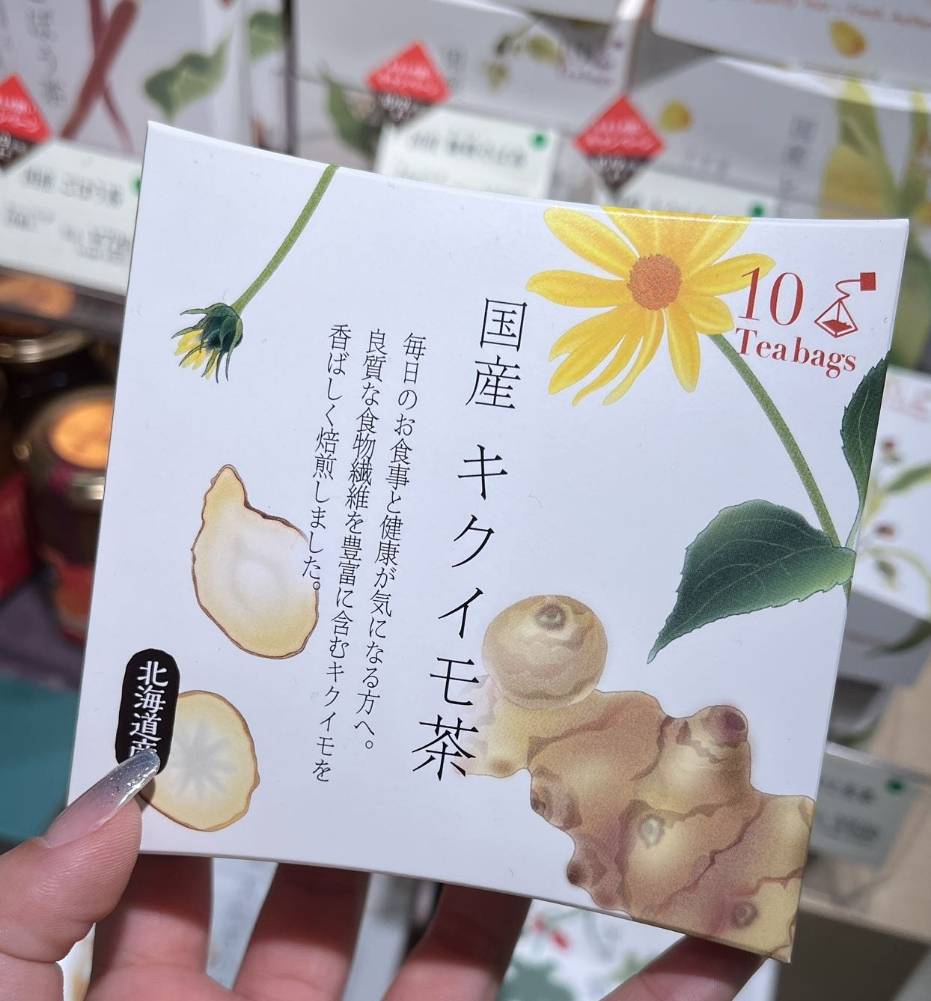 10
Teabags
国産 キクイモ茶
毎日のお食事と健康が気になる方へ。
良質な食物繊維を豊富に含むキクイモを
香ばしく焙煎しました。
北海道産